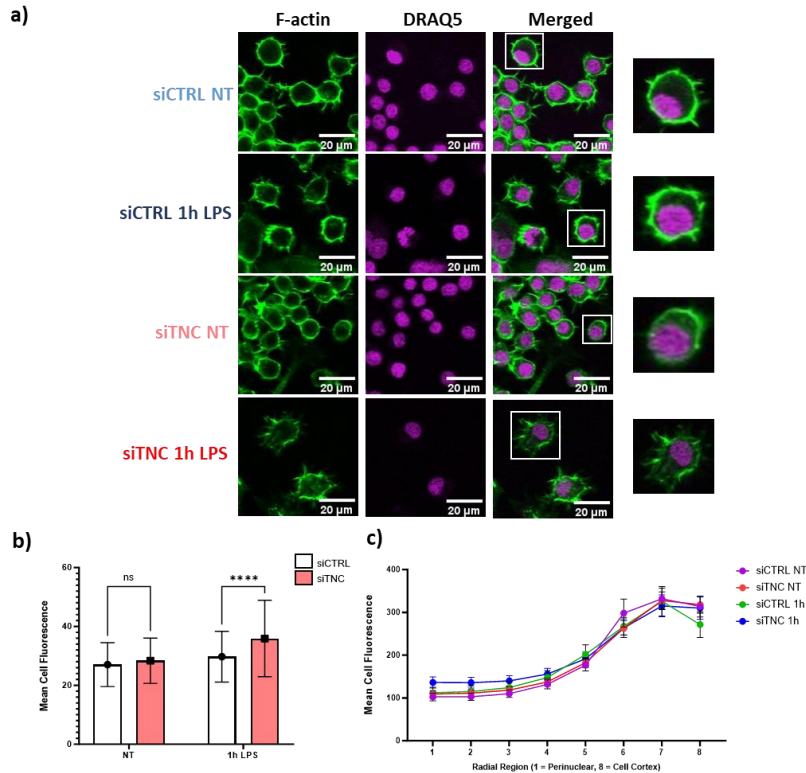 a)
F-actin DRAQ5 Merged
siCTRL NT
20 µm 20 µm 20 µm
siCTRL 1h LPS
20 µm 20 µm 20 µm
siTNC NT
20 µm 20 µm 20 µm
siTNC 1h LPS
20 µm 20 µm 20 µm
b)
Mean Cell Fluorescence
60
40
20
0
ns
****
NT 1h LPS
siCTRL
siTNC
c)
Mean Cell Fluorescence
400
300
200
100
0
1 2 3 4 5 6 7 8
Radial Region (1 = Perinuclear, 8 = Cell Cortex)
siCTRL NT
siTNC NT
siCTRL 1h
siTNC 1h